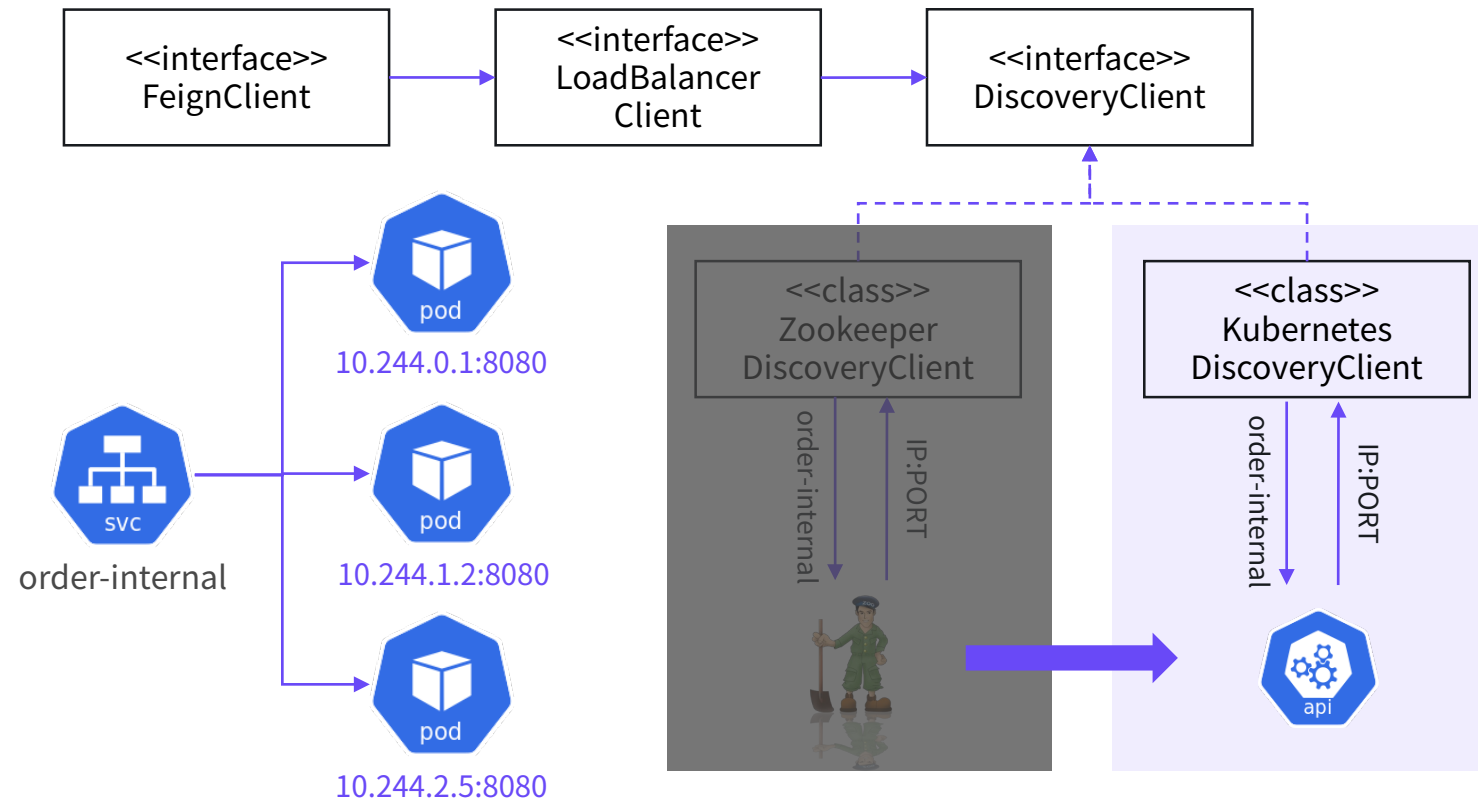 <<interface>>
FeignClient
<<interface>>
LoadBalancer
Client
<<interface>>
DiscoveryClient
pod
10.244.0.1:8080
svc
order-internal
pod
10.244.1.2:8080
pod
10.244.2.5:8080
<<class>>
Zookeeper
DiscoveryClient
order-internal
IP:PORT
<<class>>
Kubernetes
DiscoveryClient
order-internal
IP:PORT
api